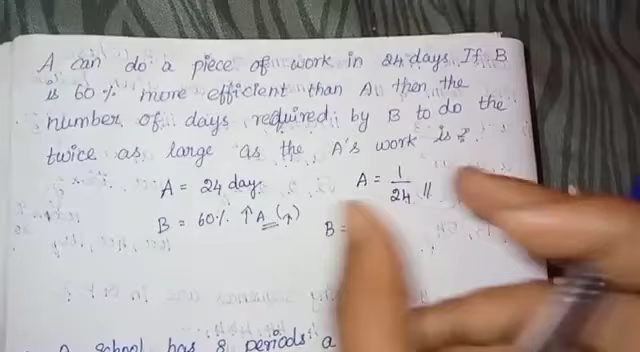 A can do a piece of work in 24 days. If B
is 60% more efficient than A, then the
number of days required by B to do the
twice as large as the A's work is?
A = 24 day.
A = 1/24 //
B = 60% ↑ A
B =
A school has 8 periods a